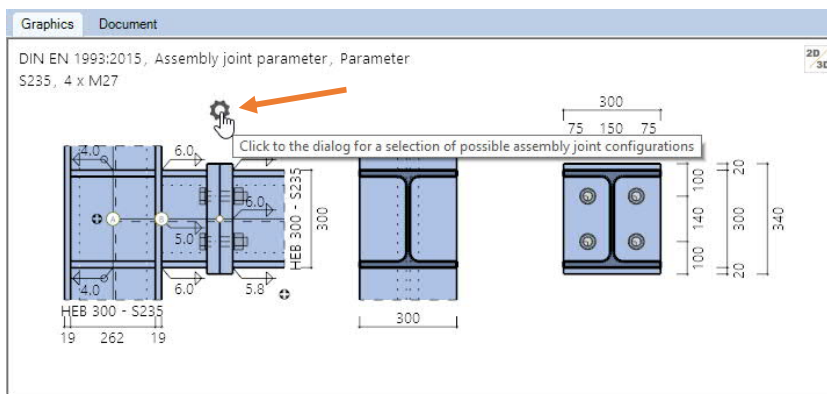 Graphics Document
DIN EN 1993:2015, Assembly joint parameter, Parameter
S235, 4 x M27
2D/
/3D
Click to the dialog for a selection of possible assembly joint configurations
4.0
6.0
6.0
5.0
A
B
4.0
6.0
5.8
HEB 300 - S235
300
HEB 300 - S235
19 262 19
300
300
75 150 75
100
140
100
20
300
20
340